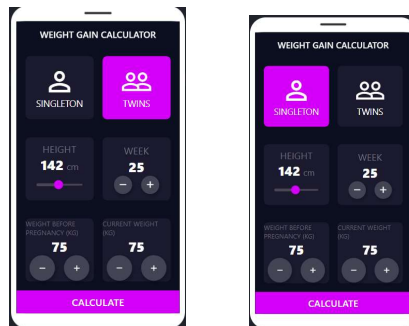 WEIGHT GAIN CALCULATOR
SINGLETON
TWINS
HEIGHT
142 cm
WEEK
25
WEIGHT BEFORE
PREGNANCY (KG)
75
CURRENT WEIGHT
(KG)
75
CALCULATE
WEIGHT GAIN CALCULATOR
SINGLETON
TWINS
HEIGHT
142 cm
WEEK
25
WEIGHT BEFORE
PREGNANCY (KG)
75
CURRENT WEIGHT
(KG)
75
CALCULATE